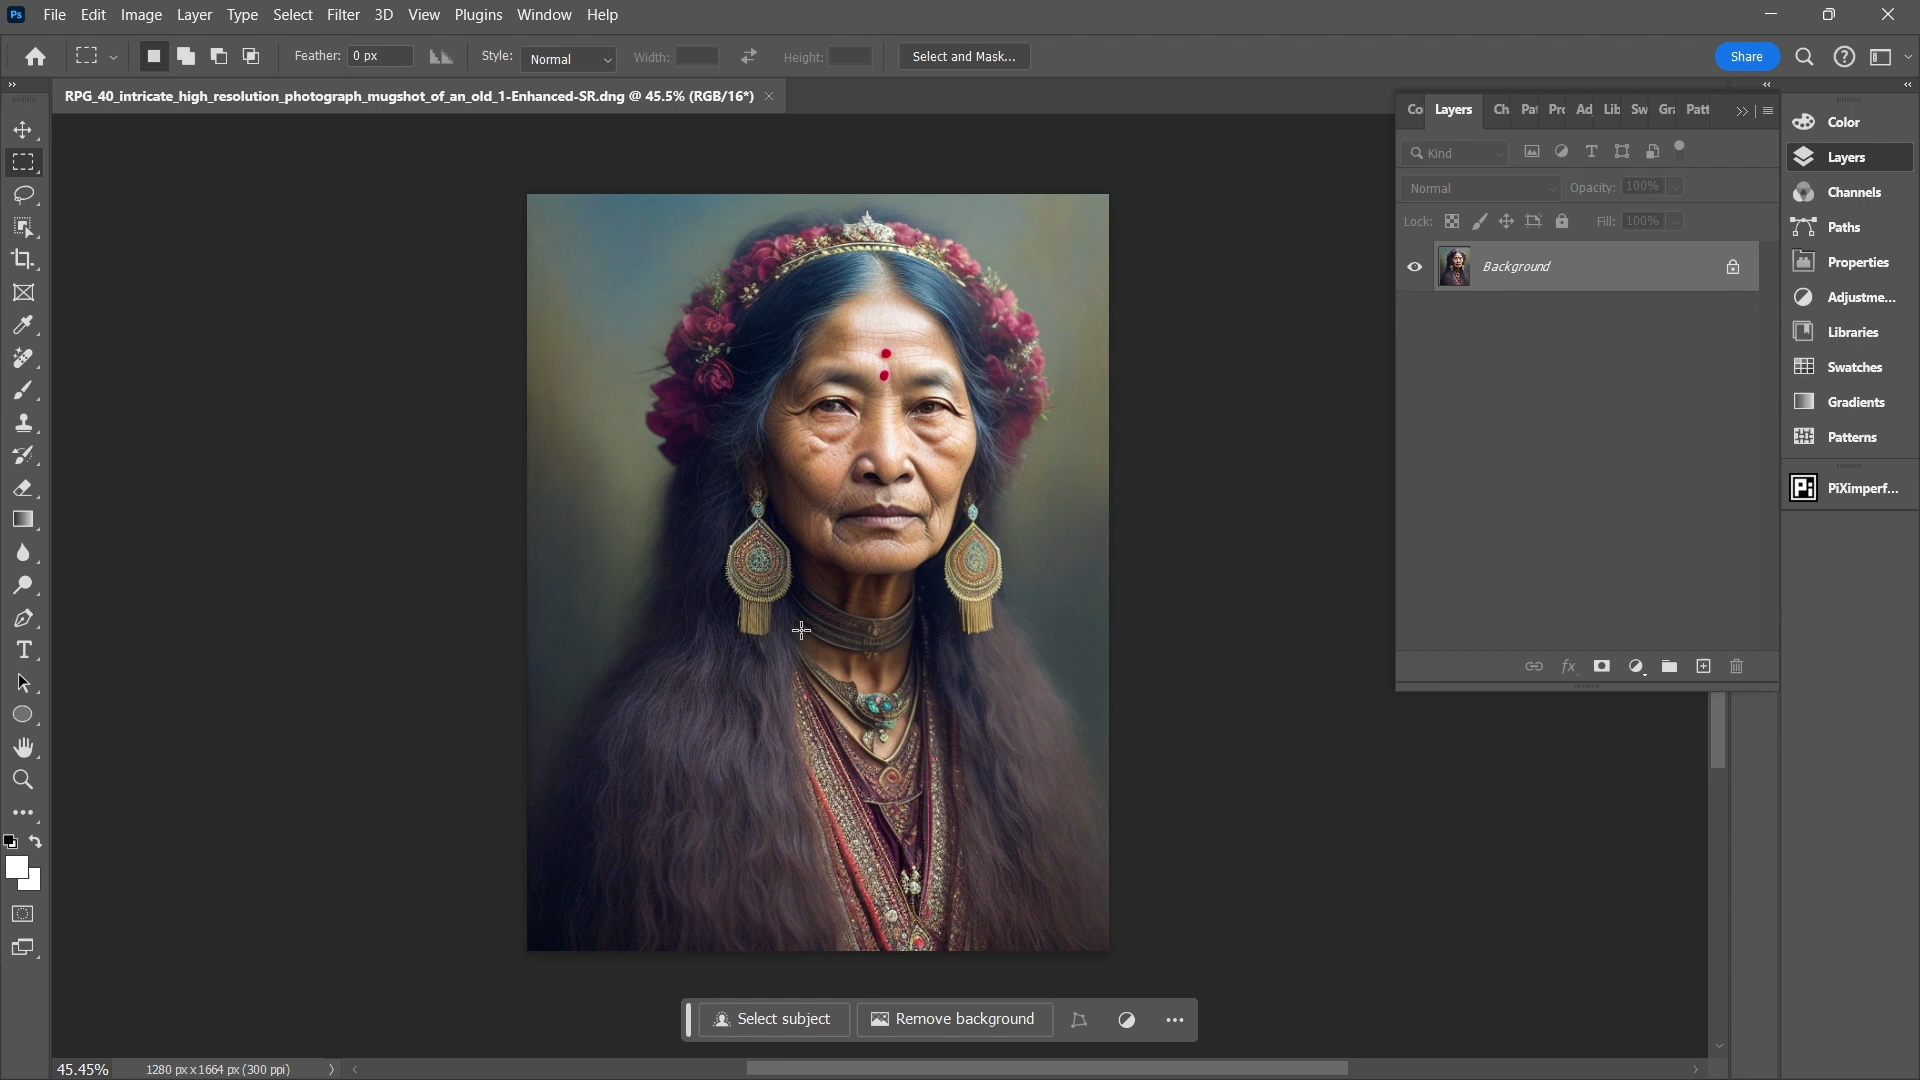 Ps File Edit Image Layer Type Select Filter 3D View Plugins Window Help
Feather: 0 px Style: Normal Width: Height: Select and Mask... Share
RPG_40_intricate_high_resolution_photograph_mugshot_of_an_old_1-Enhanced-SR.dng @ 45.5% (RGB/16*) ×
Co Layers Ch Pat Pro Ad Lib Sw Gra Patt
Kind
Normal Opacity: 100%
Lock: Fill: 100%
Background
Color
Layers
Channels
Paths
Properties
Adjustme...
Libraries
Swatches
Gradients
Patterns
PiXimperf...
Select subject Remove background
45.45% 1280 px x 1664 px (300 ppi)